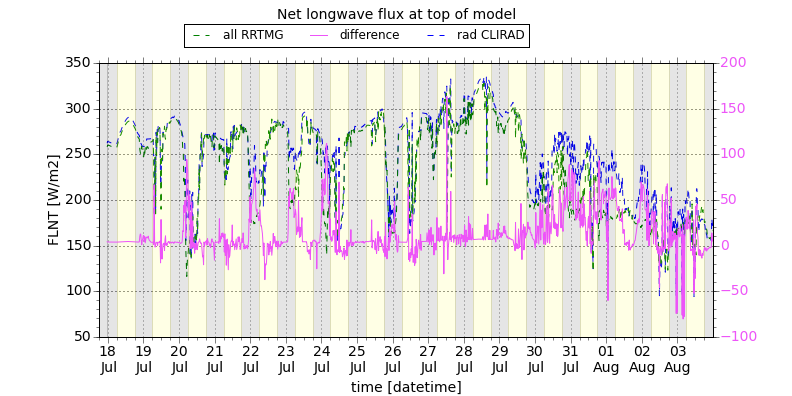 Net longwave flux at top of model
all RRTMG difference rad CLIRAD
350 200
300 150
250 100
200 50
150 0
100 −50
50 −100
FLNT [W/m2]
18 19 20 21 22 23 24 25 26 27 28 29 30 31 01 02 03
Jul Jul Jul Jul Jul Jul Jul Jul Jul Jul Jul Jul Jul Jul Aug Aug Aug
time [datetime]